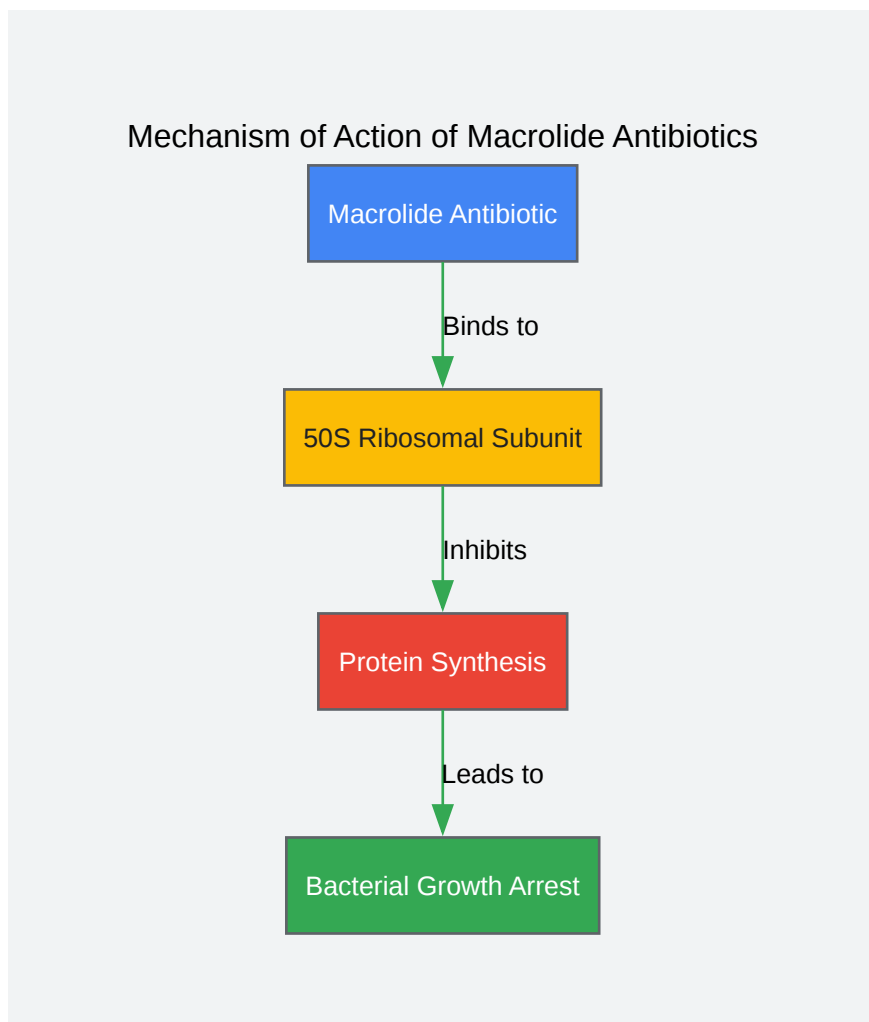 Mechanism of Action of Macrolide Antibiotics
Macrolide Antibiotic
Binds to
50S Ribosomal Subunit
Inhibits
Protein Synthesis
Leads to
Bacterial Growth Arrest